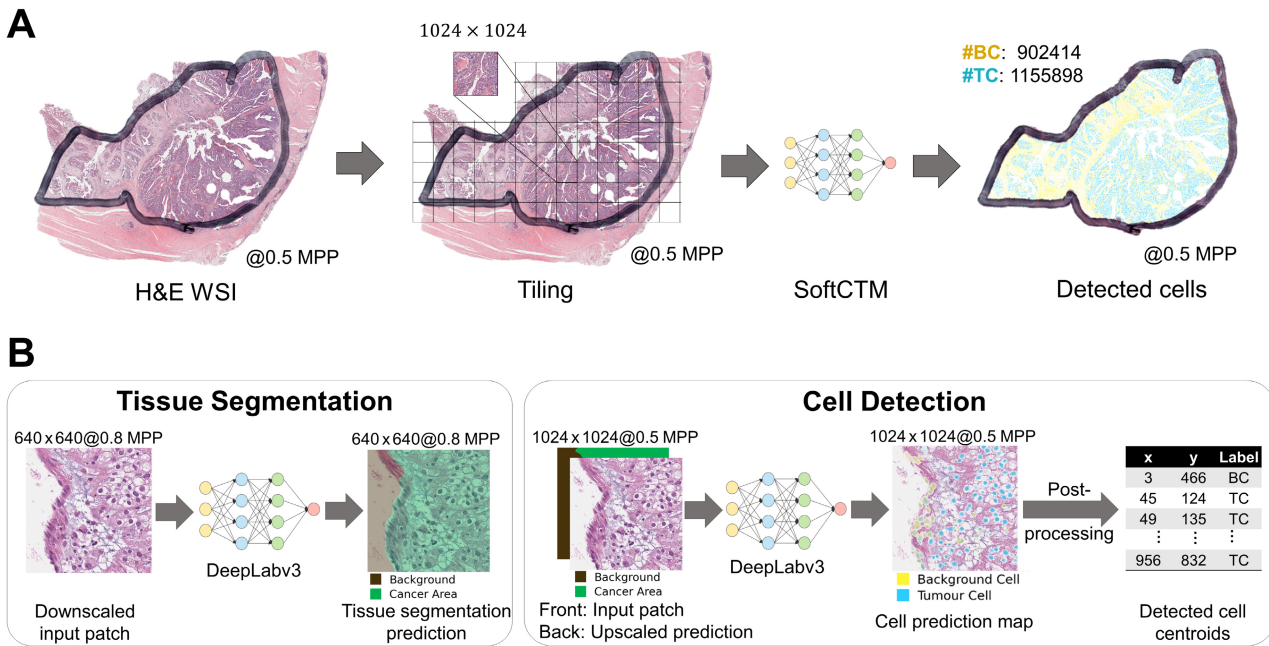 A
1024 × 1024
#BC: 902414
#TC: 1155898
@0.5 MPP
@0.5 MPP
@0.5 MPP
H&E WSI
Tiling
SoftCTM
Detected cells
B
Tissue Segmentation
640 x 640@0.8 MPP
640 x 640@0.8 MPP
DeepLabv3
Background
Cancer Area
Downscaled
input patch
Tissue segmentation
prediction
Cell Detection
1024 x 1024@0.5 MPP
1024 x 1024@0.5 MPP
DeepLabv3
Background
Cancer Area
Front: Input patch
Back: Upscaled prediction
Background Cell
Tumour Cell
Cell prediction map
Post-
processing
x y Label
3 466 BC
45 124 TC
49 135 TC
⋮ ⋮ ⋮
956 832 TC
Detected cell
centroids